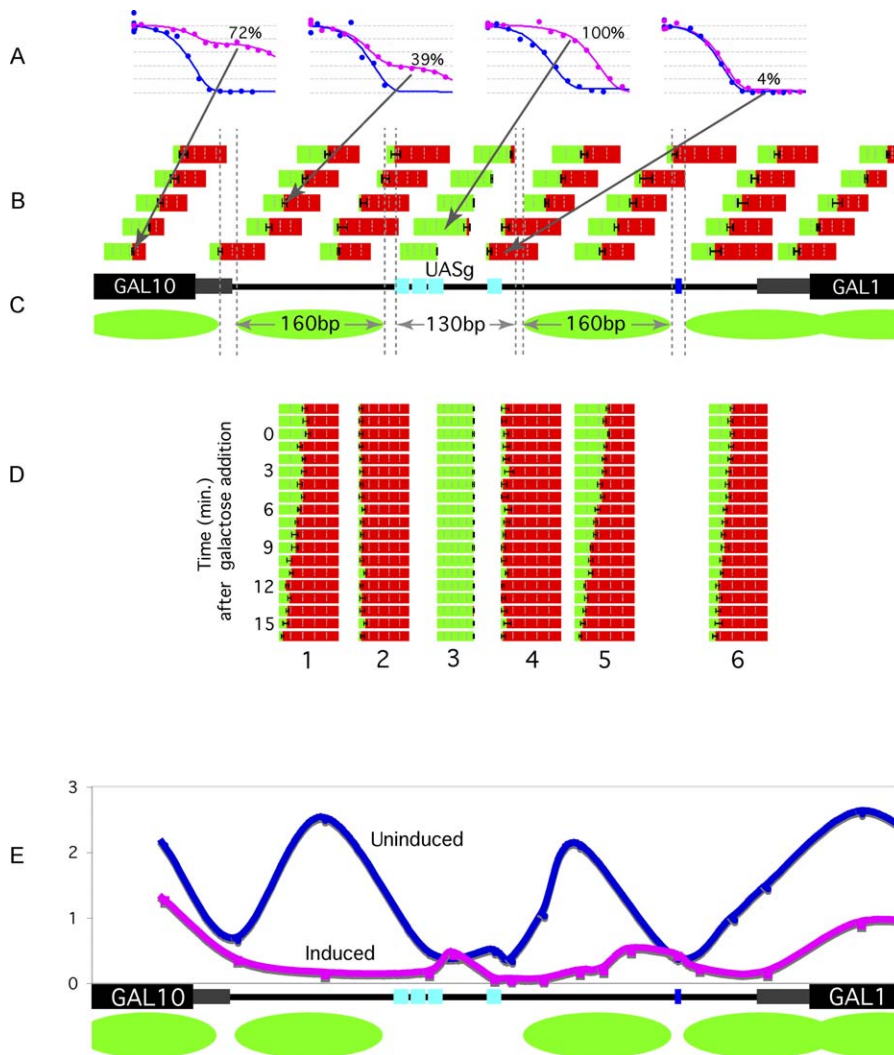 A
72%
39%
100%
4%
B
UASg
GAL10
GAL1
C
160bp
130bp
160bp
D
Time (min.)
after galactose addition
0
3
6
9
12
15
1 2 3 4 5 6
E
3
2
1
0
Uninduced
Induced
GAL10
GAL1